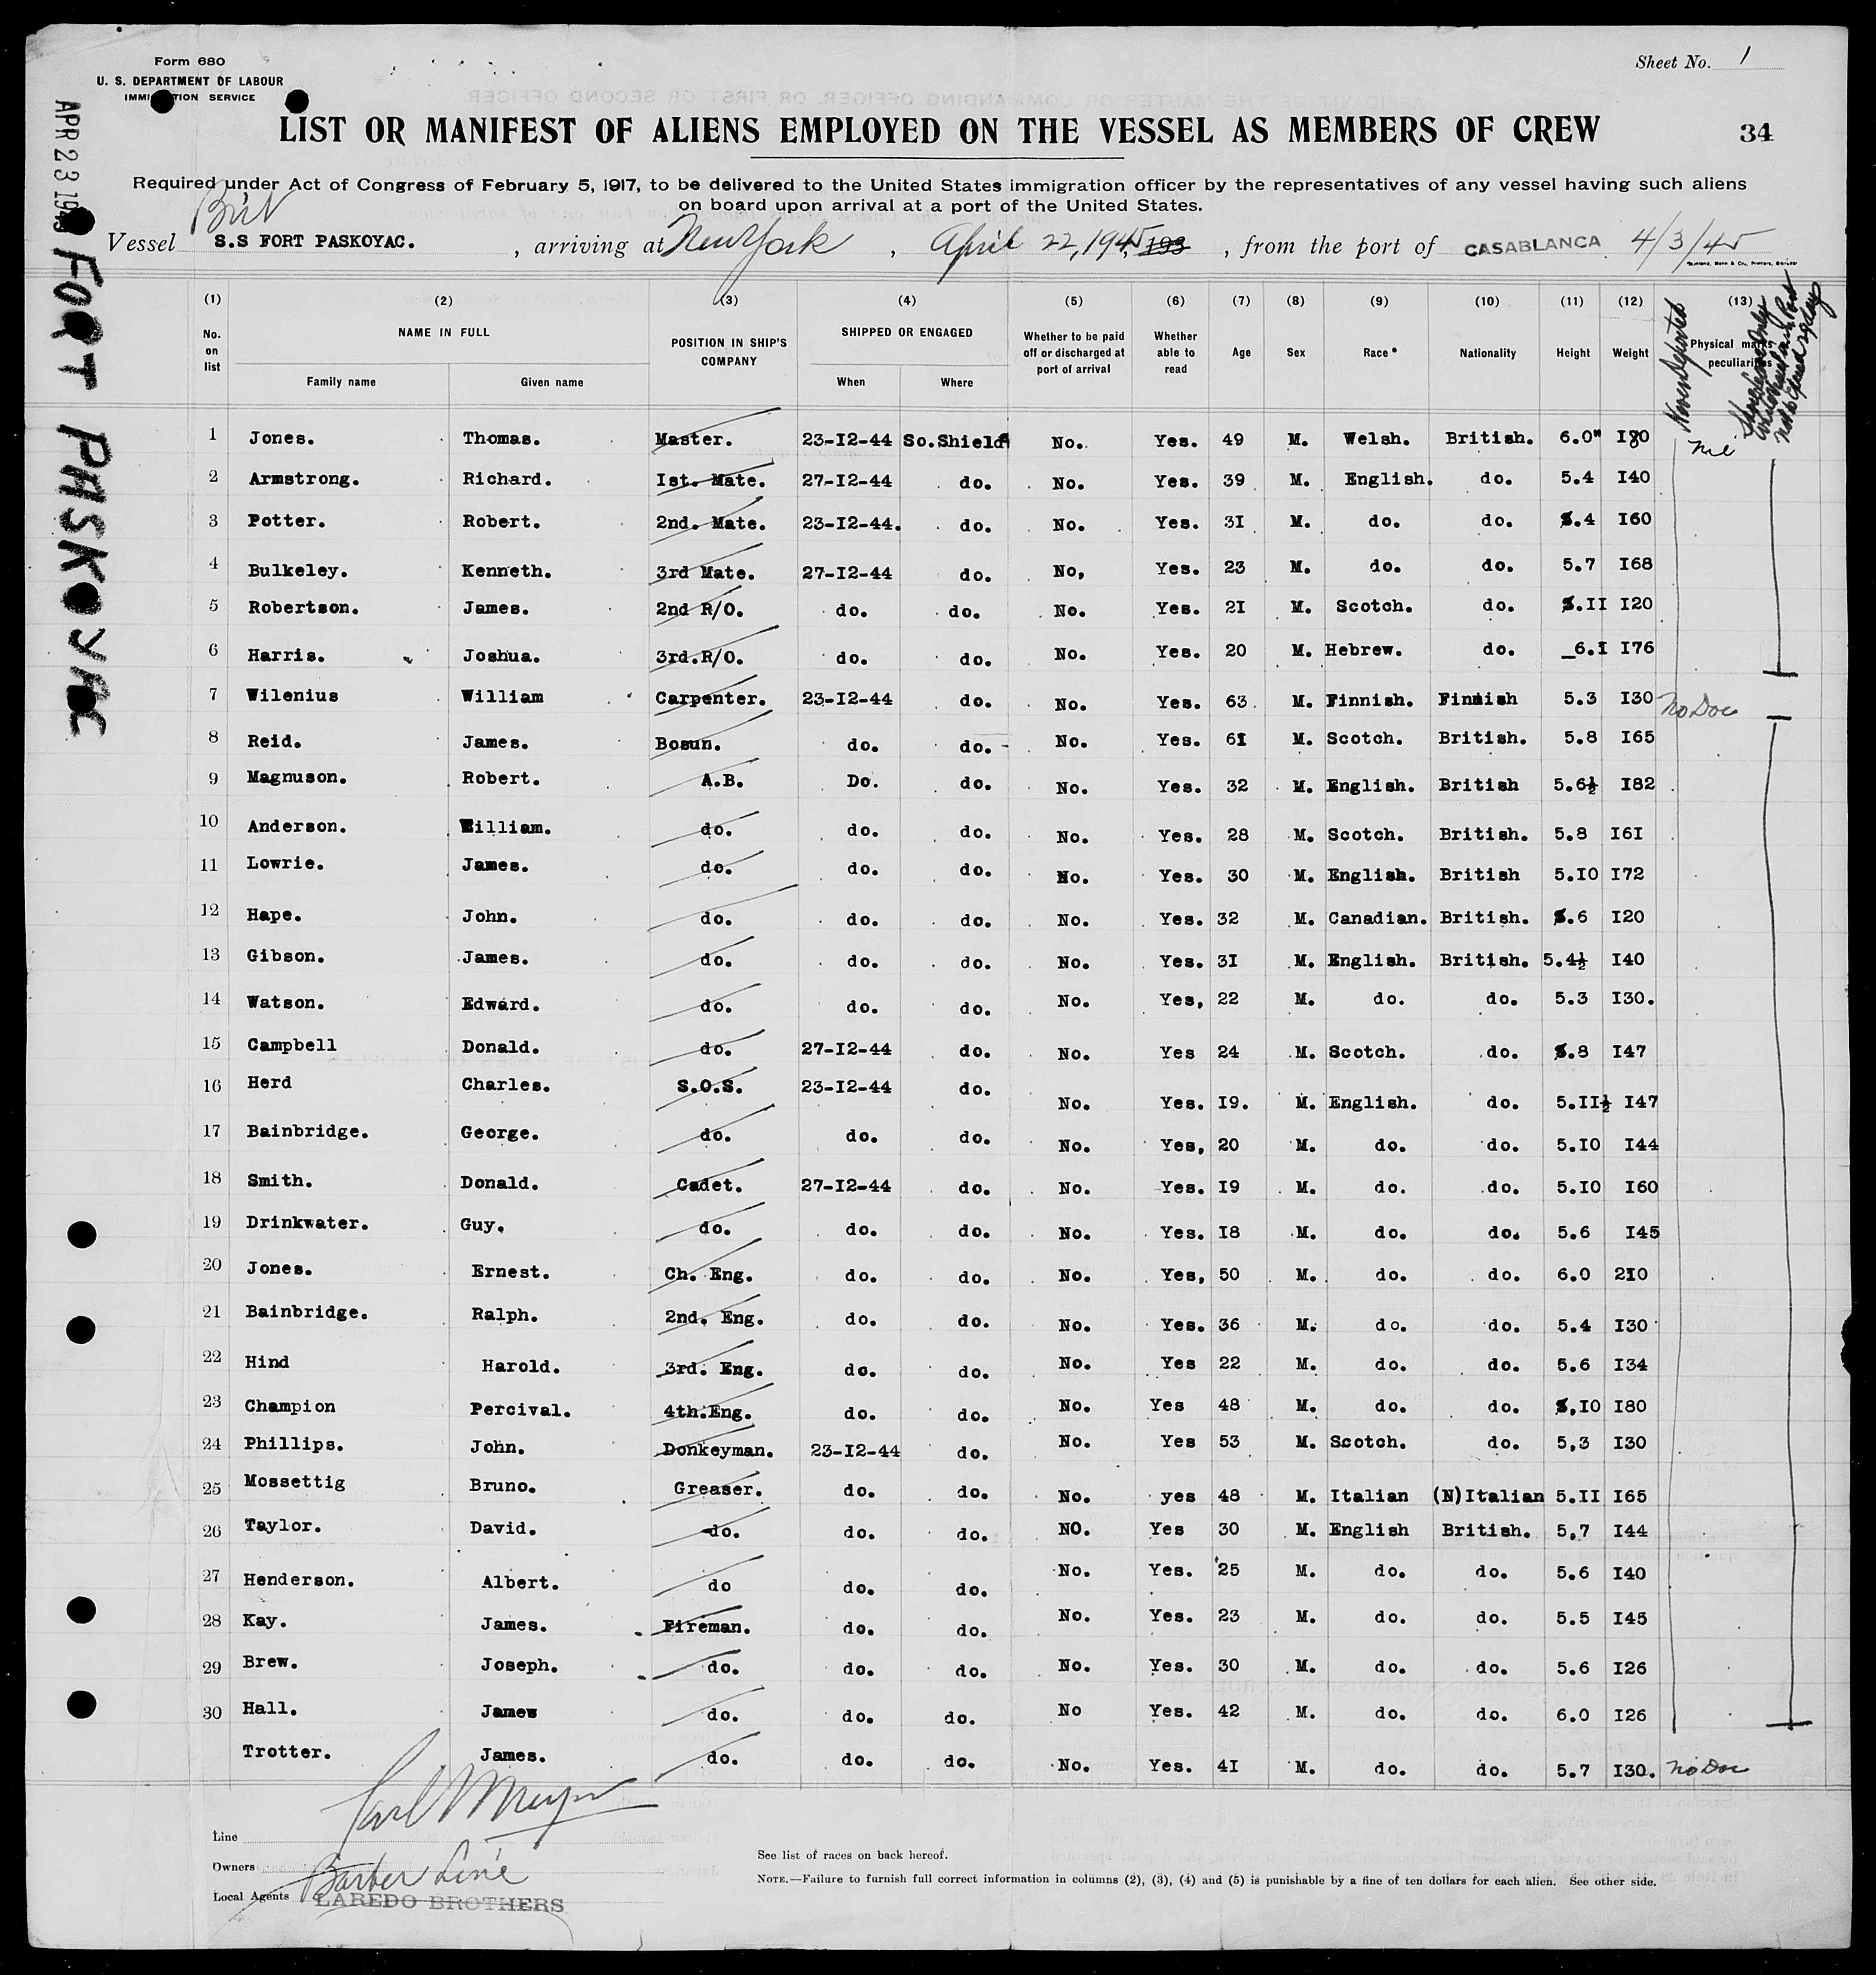 Form 680
U. S. DEPARTMENT OF LABOUR
IMMIGRATION SERVICE
Sheet No. 1
APR 23 194
FORT PASKOYAC
LIST OR MANIFEST OF ALIENS EMPLOYED ON THE VESSEL AS MEMBERS OF CREW
34
Required under Act of Congress of February 5, 1917, to be delivered to the United States immigration officer by the representatives of any vessel having such aliens
on board upon arrival at a port of the United States.
Brit
Vessel S.S FORT PASKOYAC. , arriving at New York , April 22, 1945, 193 , from the port of CASABLANCA 4/3/45
(1) (2) (3) (4) (5) (6) (7) (8) (9) (10) (11) (12) (13)
No. on list NAME IN FULL POSITION IN SHIP'S COMPANY SHIPPED OR ENGAGED Whether to be paid off or discharged at port of arrival Whether able to read Age Sex Race* Nationality Height Weight Physical marks peculiarities
Family name Given name When Where
Never Deported
1 Jones. Thomas. Master. 23-12-44 So.Shield No. Yes. 49 M. Welsh. British. 6.0" I80 Nil
2 Armstrong. Richard. Ist. Mate. 27-I2-44 do. No. Yes. 39 M. English. do. 5.4 I40
3 Potter. Robert. 2nd. Mate. 23-I2-44. do. No. Yes. 3I M. do. do. 5.4 I60
4 Bulkeley. Kenneth. 3rd Mate. 27-I2-44 do. No, Yes. 23 M. do. do. 5.7 I68
5 Robertson. James. 2nd R/O. do. do. No. Yes. 2I M. Scotch. do. 5.II I20
6 Harris. Joshua. 3rd.R/O. do. do. No. Yes. 20 M. Hebrew. do. 6.I I76
7 Wilenius William Carpenter. 23-I2-44 do. No. Yes. 63. M. Finnish. Finnish 5.3 I30 No Doc
8 Reid. James. Bosun. do. do. No. Yes. 6I M. Scotch. British. 5.8 I65
9 Magnuson. Robert. A.B. Do. do. No. Yes. 32 M. English. British 5.6½ I82
10 Anderson. William. do. do. do. No. Yes. 28 M. Scotch. British. 5.8 I6I
11 Lowrie. James. do. do. do. No. Yes. 30 M. English. British 5.I0 I72
12 Hape. John. do. do. do. No. Yes. 32 M. Canadian. British. 5.6 I20
13 Gibson. James. do. do. do. No. Yes. 3I M. English. British. 5.4½ I40
14 Watson. Edward. do. do. do. No. Yes, 22 M. do. do. 5.3 I30.
15 Campbell Donald. do. 27-I2-44 do. No. Yes 24 M. Scotch. do. 5.8 I47
16 Herd Charles. S.O.S. 23-I2-44 do. No. Yes. I9. M. English. do. 5.II½ I47
17 Bainbridge. George. do. do. do. No. Yes, 20 M. do. do. 5.I0 I44
18 Smith. Donald. Cadet. 27-I2-44 do. No. Yes. I9 M. do. do. 5.I0 I60
19 Drinkwater. Guy. do. do. do. No. Yes. I8 M. do. do. 5.6 I45
20 Jones. Ernest. Ch. Eng. do. do. No. Yes, 50 M. do. do. 6.0 2I0
21 Bainbridge. Ralph. 2nd. Eng. do. do. No. Yes. 36 M. do. do. 5.4 I30
22 Hind Harold. 3rd. Eng. do. do. No. Yes 22 M. do. do. 5.6 I34
23 Champion Percival. 4th.Eng. do. do. No. Yes 48 M. do. do. 5.I0 I80
24 Phillips. John. Donkeyman. 23-I2-44 do. No. Yes 53 M. Scotch. do. 5,3 I30
25 Mossettig Bruno. Greaser. do. do. No. yes 48 M. Italian (N)Italian 5.II I65
26 Taylor. David. do. do. do. NO. Yes 30 M. English British. 5.7 I44
27 Henderson. Albert. do do. do. No. Yes. 25 M. do. do. 5.6 I40
28 Kay. James. Fireman. do. do. No. Yes. 23 M. do. do. 5.5 I45
29 Brew. Joseph. do. do. do. No. Yes. 30 M. do. do. 5.6 I26
30 Hall. James do. do. do. No Yes. 42 M. do. do. 6.0 I26
Trotter. James. do. do. do. No. Yes. 4I M. do. do. 5.7 I30. No Doc
Line
Owners Barber Line
Local Agents LAREDO BROTHERS
See list of races on back hereof.
NOTE.—Failure to furnish full correct information in columns (2), (3), (4) and (5) is punishable by a fine of ten dollars for each alien. See other side.